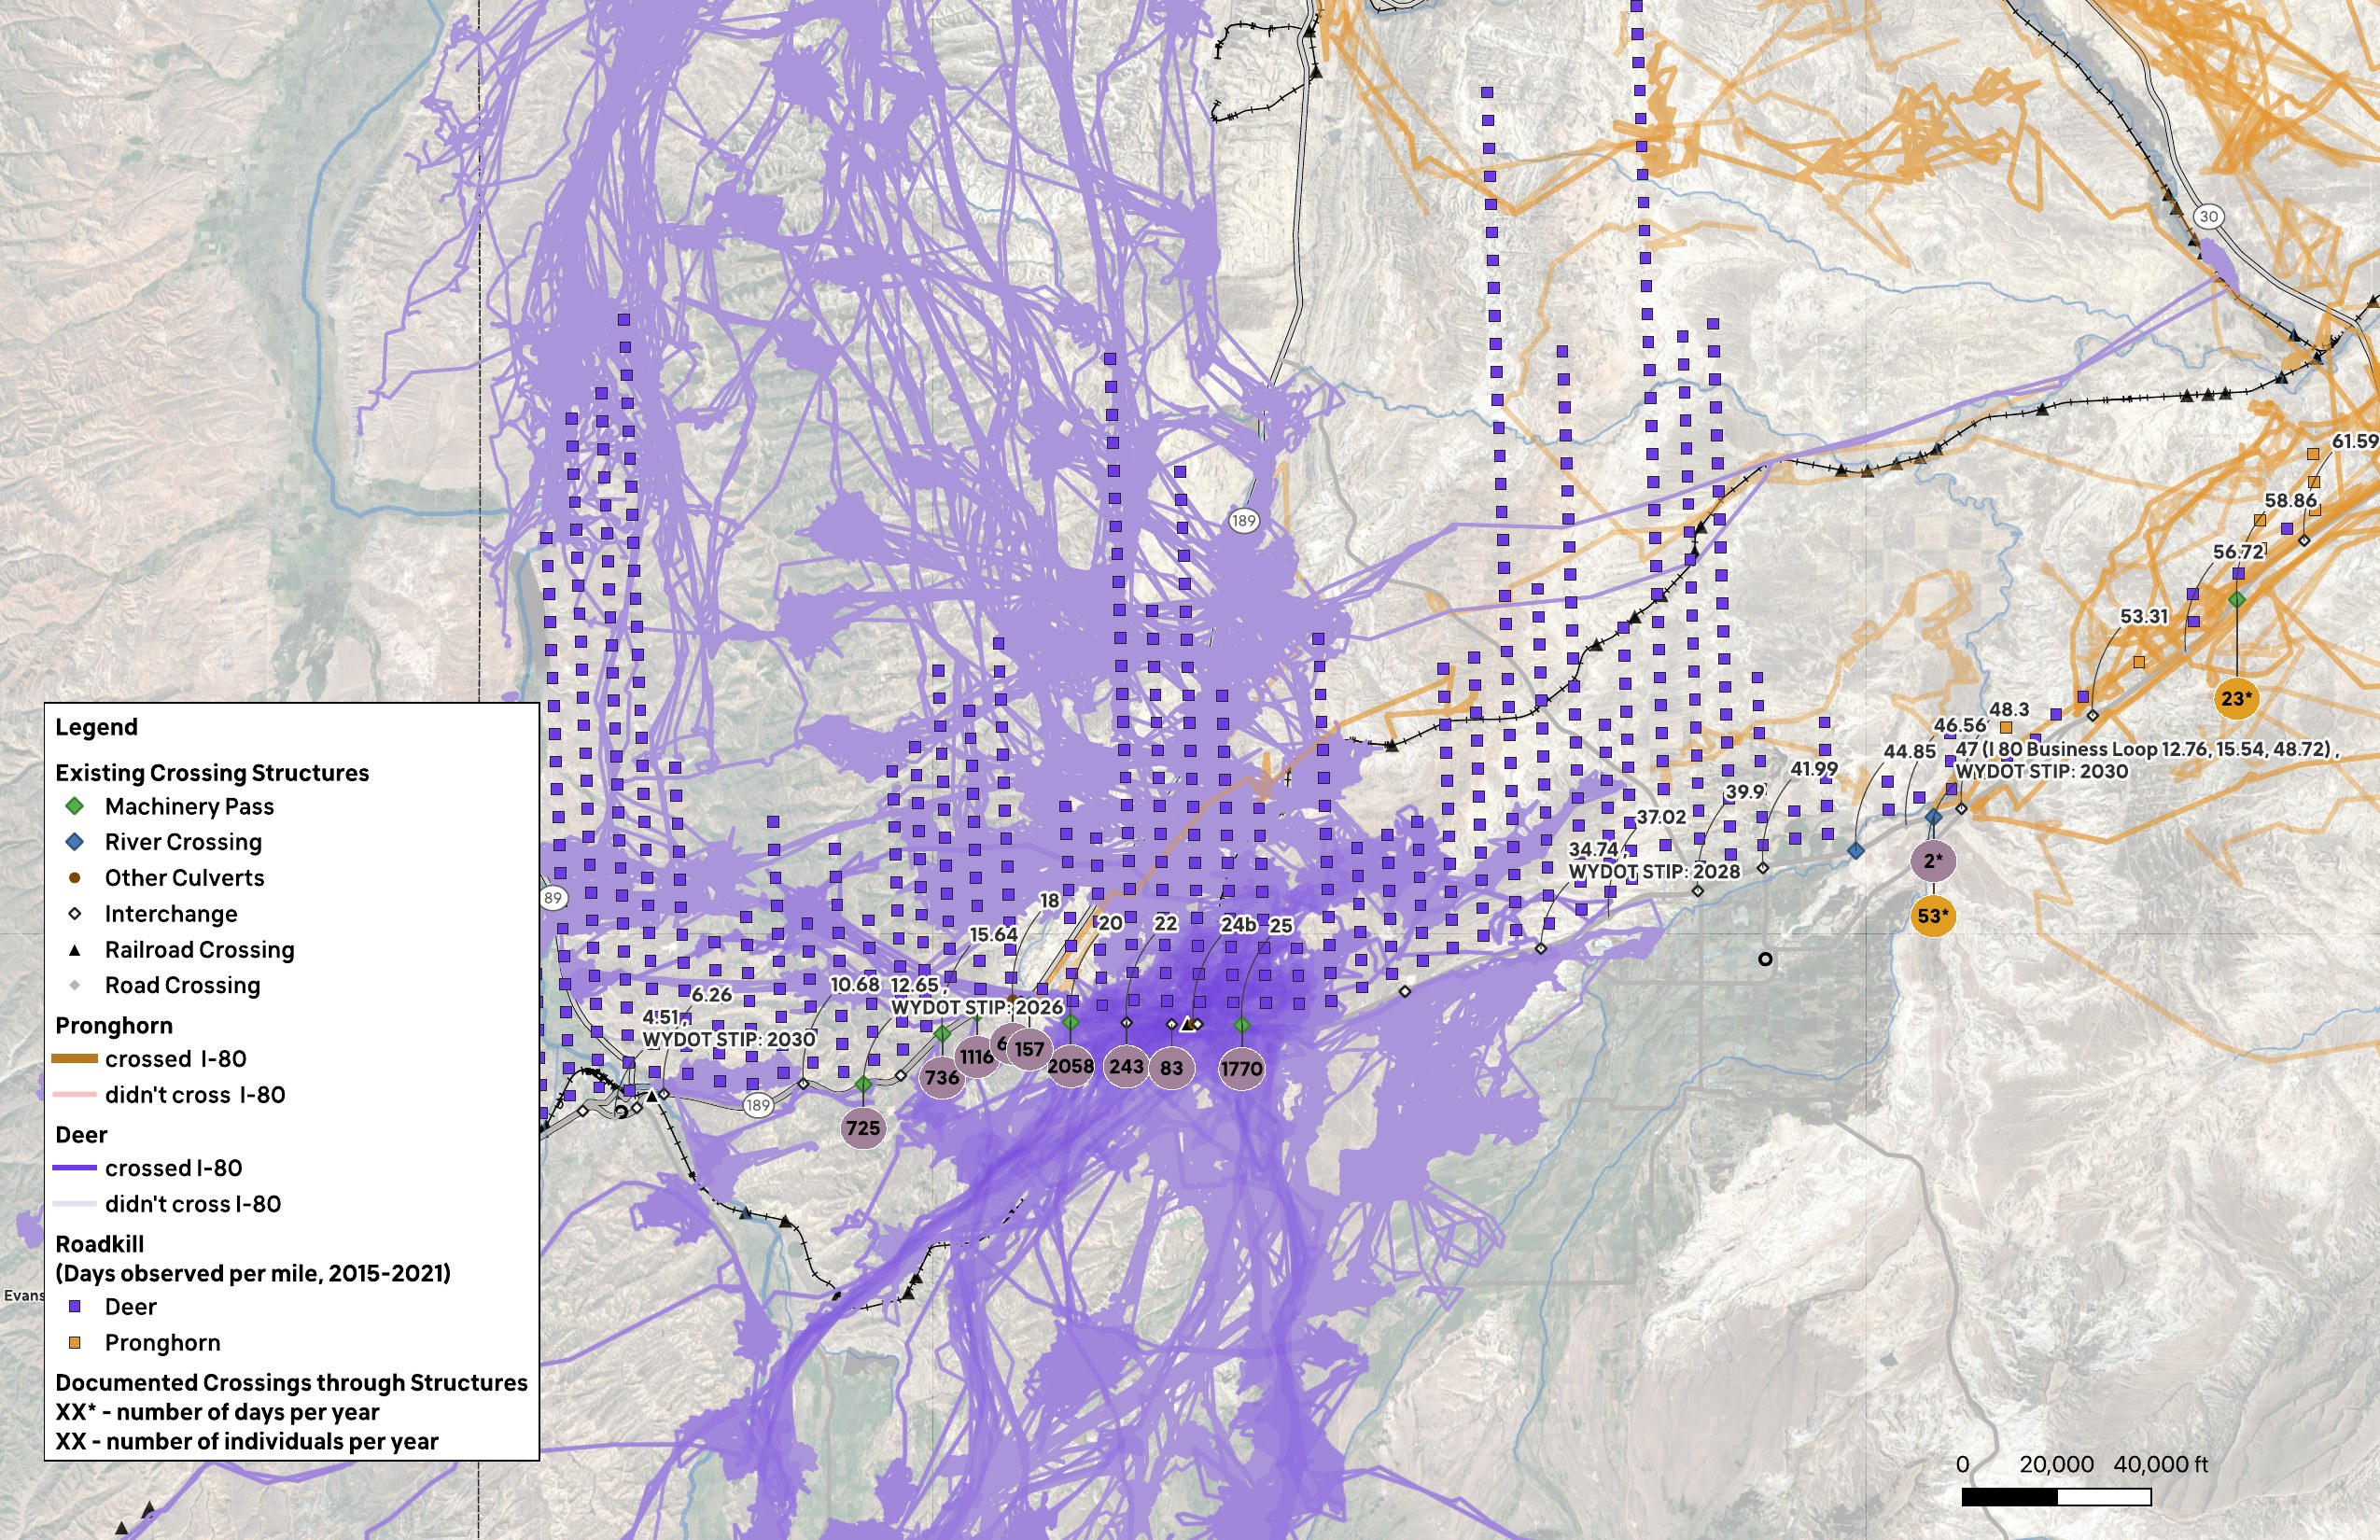 30
61.59
58.86
189
56.72
53.31
23*
48.3
46.56
47 (I 80 Business Loop 12.76, 15.54, 48.72) ,
WYDOT STIP: 2030
44.85
41.99
39.9
37.02
34.74 ,
WYDOT STIP: 2028
2*
53*
89
18
20
22
24b
25
15.64
10.68
12.65 ,
WYDOT STIP: 2026
6.26
4.51 ,
WYDOT STIP: 2030
1116
157
736
2058
243
83
1770
189
725
Legend
Existing Crossing Structures
Machinery Pass
River Crossing
Other Culverts
Interchange
Railroad Crossing
Road Crossing
Pronghorn
crossed I-80
didn't cross I-80
Deer
crossed I-80
didn't cross I-80
Roadkill
(Days observed per mile, 2015-2021)
Deer
Pronghorn
Documented Crossings through Structures
XX* - number of days per year
XX - number of individuals per year
Evans
0 20,000 40,000 ft